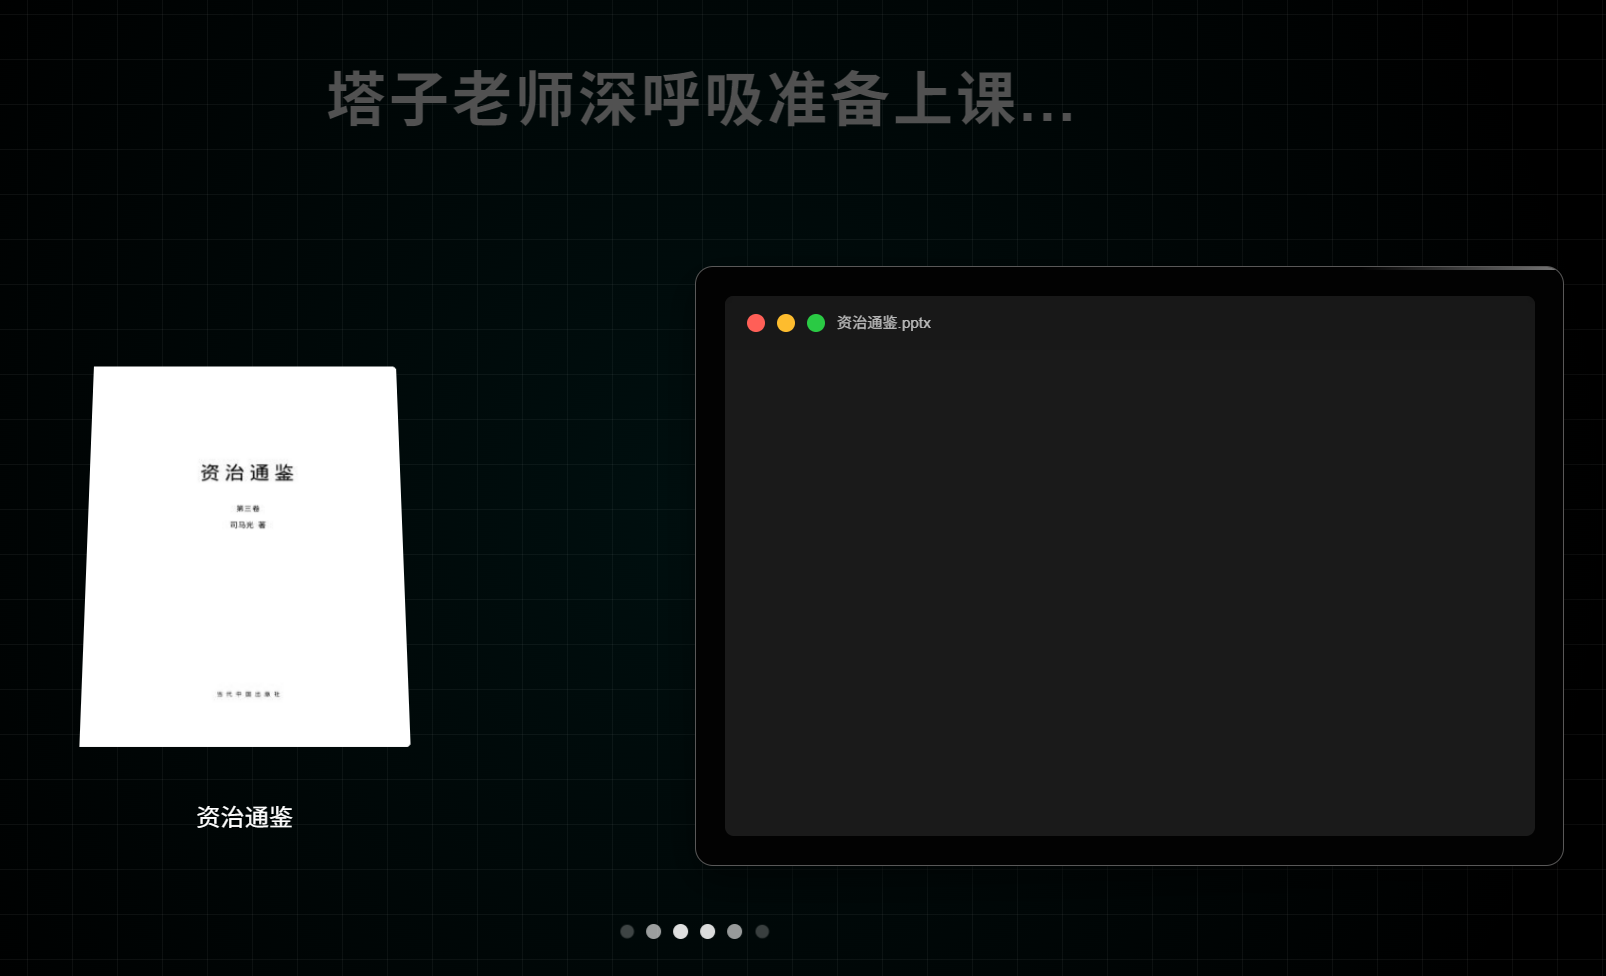 塔子老师深呼吸准备上课...
资治通鉴.pptx
资治通鉴
第三卷
司马光 著
当代中国出版社
资治通鉴